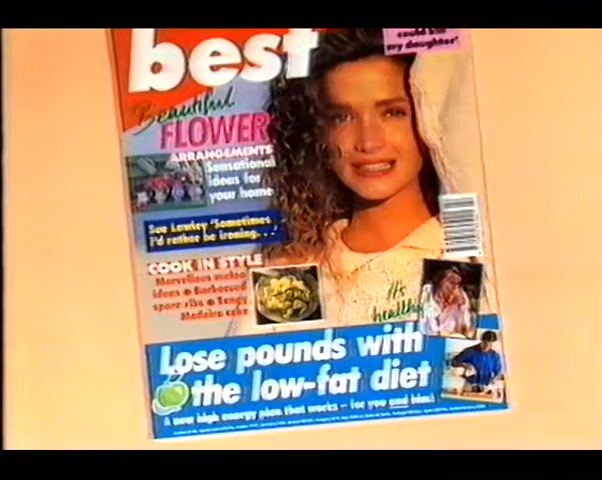 best
my daughter'
Beautiful
FLOWER
ARRANGEMENTS
Sensational
ideas for
your home
Sue Lawley 'Sometimes
I'd rather be ironing...'
COOK IN STYLE
Marvellous melon
ideas • Barbecued
spare ribs • Tangy
Madeira cake
It's
healthy
Lose pounds with
the low-fat diet
A new high energy plan that works – for you and him!